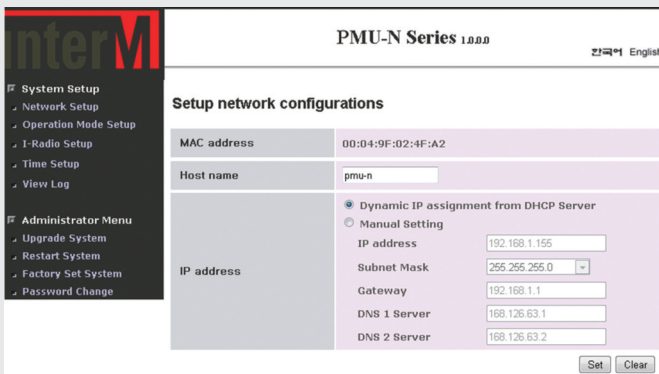 inter M
PMU-N Series 1.0.0.0
한국어 English
System Setup
Network Setup
Operation Mode Setup
I-Radio Setup
Time Setup
View Log
Administrator Menu
Upgrade System
Restart System
Factory Set System
Password Change
Setup network configurations
MAC address 00:04:9F:02:4F:A2
Host name pmu-n
IP address
Dynamic IP assignment from DHCP Server
Manual Setting
IP address 192.168.1.155
Subnet Mask 255.255.255.0
Gateway 192.168.1.1
DNS 1 Server 168.126.63.1
DNS 2 Server 168.126.63.2
Set Clear